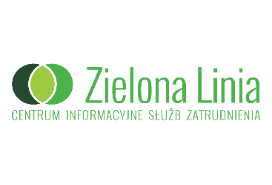 Zielona Linia
CENTRUM INFORMACYJNE SŁUŻB ZATRUDNIENIA